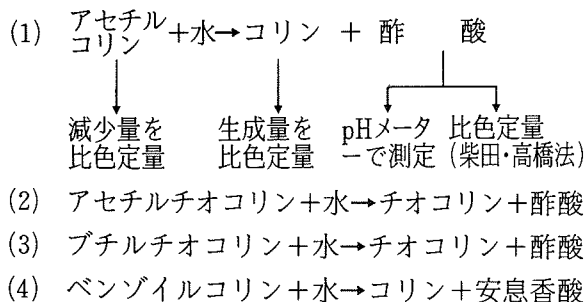 (1) アセチルコリン＋水→コリン ＋ 酢 酸
減少量を比色定量 生成量を比色定量 pHメーターで測定 比色定量(柴田・高橋法)
(2) アセチルチオコリン＋水→チオコリン＋酢酸
(3) ブチルチオコリン＋水→チオコリン＋酢酸
(4) ベンゾイルコリン＋水→コリン＋安息香酸